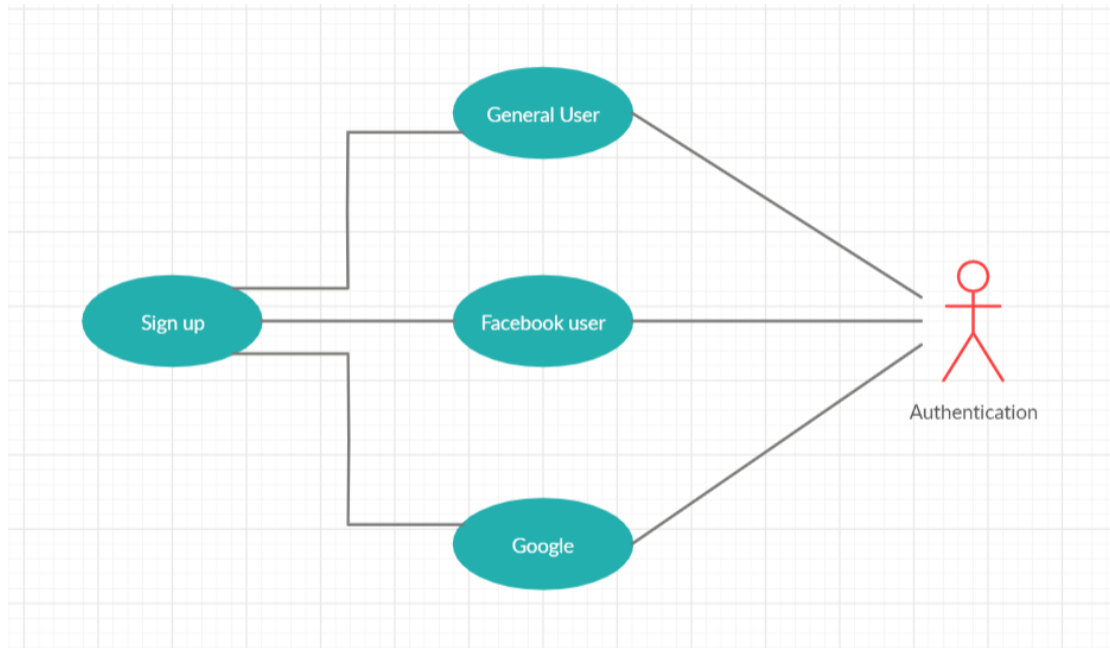 General User
Sign up
Facebook user
Authentication
Google